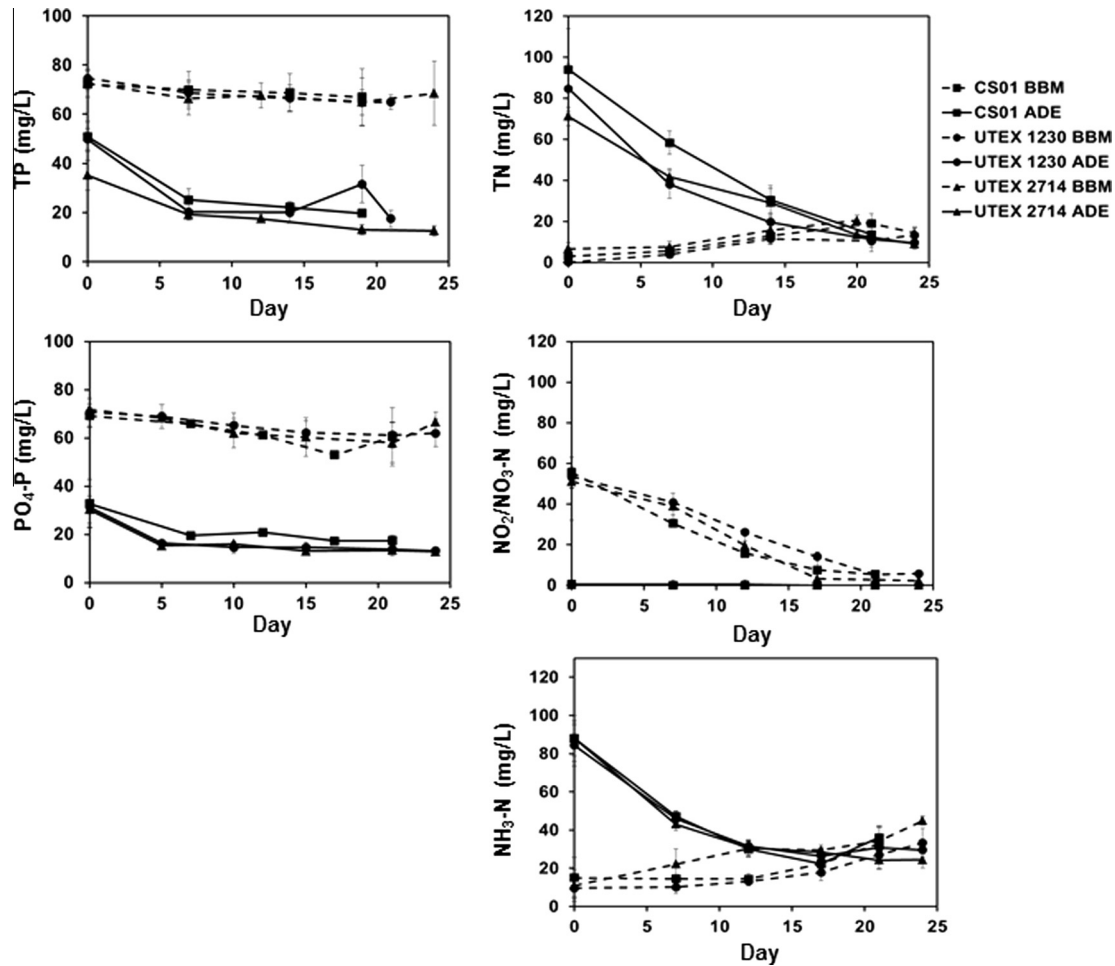 TP (mg/L)
100
80
60
40
20
0
0 5 10 15 20 25
Day
TN (mg/L)
120
100
80
60
40
20
0
0 5 10 15 20 25
Day
CS01 BBM
CS01 ADE
UTEX 1230 BBM
UTEX 1230 ADE
UTEX 2714 BBM
UTEX 2714 ADE
PO₄-P (mg/L)
100
80
60
40
20
0
0 5 10 15 20 25
Day
NO₂/NO₃-N (mg/L)
120
100
80
60
40
20
0
0 5 10 15 20 25
Day
NH₃-N (mg/L)
120
100
80
60
40
20
0
0 5 10 15 20 25
Day